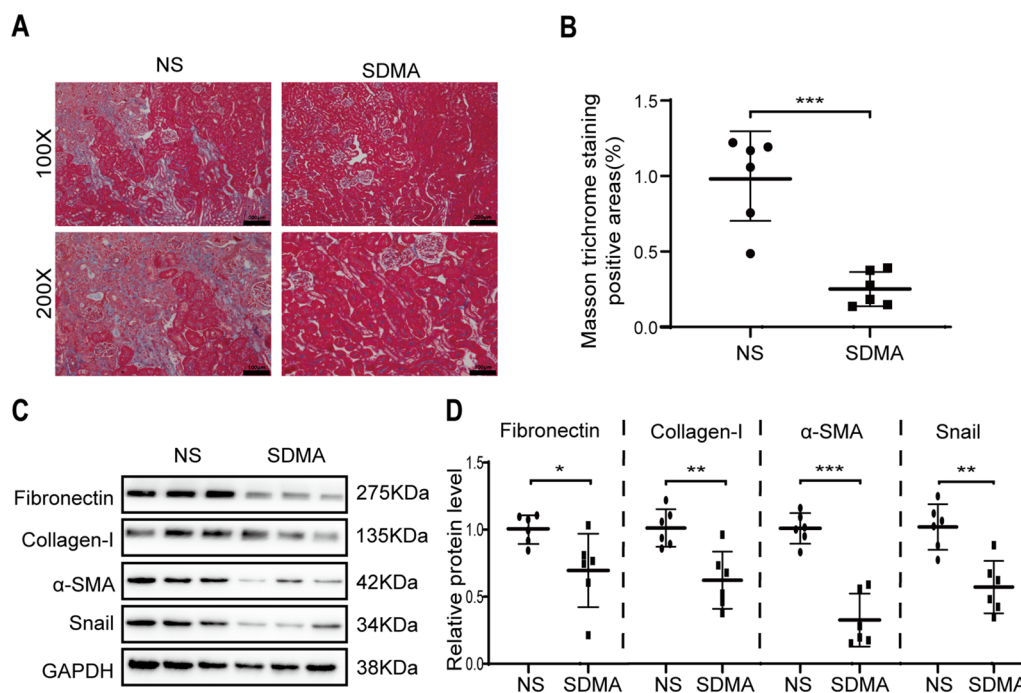 A
NS SDMA
100X
200X
B
Masson trichrome staining
positive areas(%)
1.5
1.0
0.5
0.0
***
NS SDMA
C
NS SDMA
Fibronectin 275KDa
Collagen-I 135KDa
α-SMA 42KDa
Snail 34KDa
GAPDH 38KDa
D
Fibronectin Collagen-I α-SMA Snail
Relative protein level
1.5
1.0
0.5
0.0
* ** *** **
NS SDMA NS SDMA NS SDMA NS SDMA